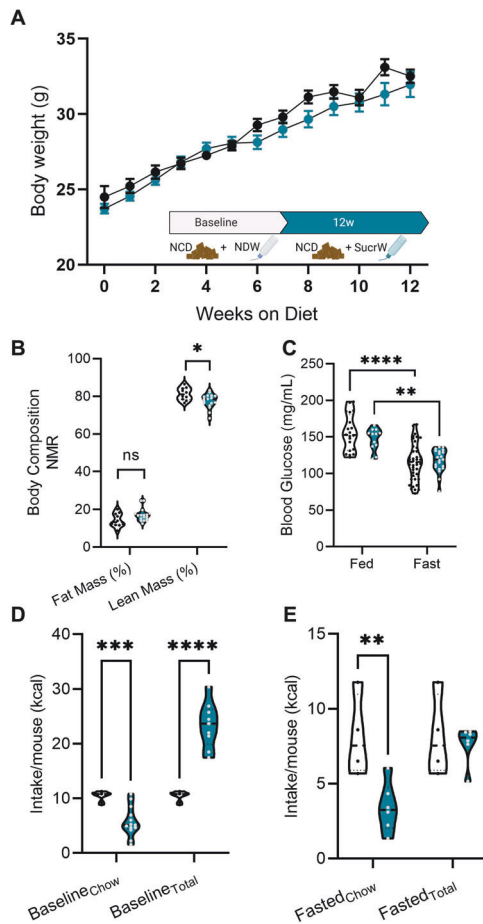 A
Body weight (g)
35
30
25
20
Baseline
12w
NCD + NDW
NCD + SucrW
0 2 4 6 8 10 12
Weeks on Diet
B
Body Composition
NMR
100
80
60
40
20
0
ns
*
Fat Mass (%)
Lean Mass (%)
C
Blood Glucose (mg/mL)
250
200
150
100
50
0
****
**
Fed Fast
D
Intake/mouse (kcal)
40
30
20
10
0
*** ****
BaselineChow
BaselineTotal
E
Intake/mouse (kcal)
15
10
5
0
**
FastedChow
FastedTotal